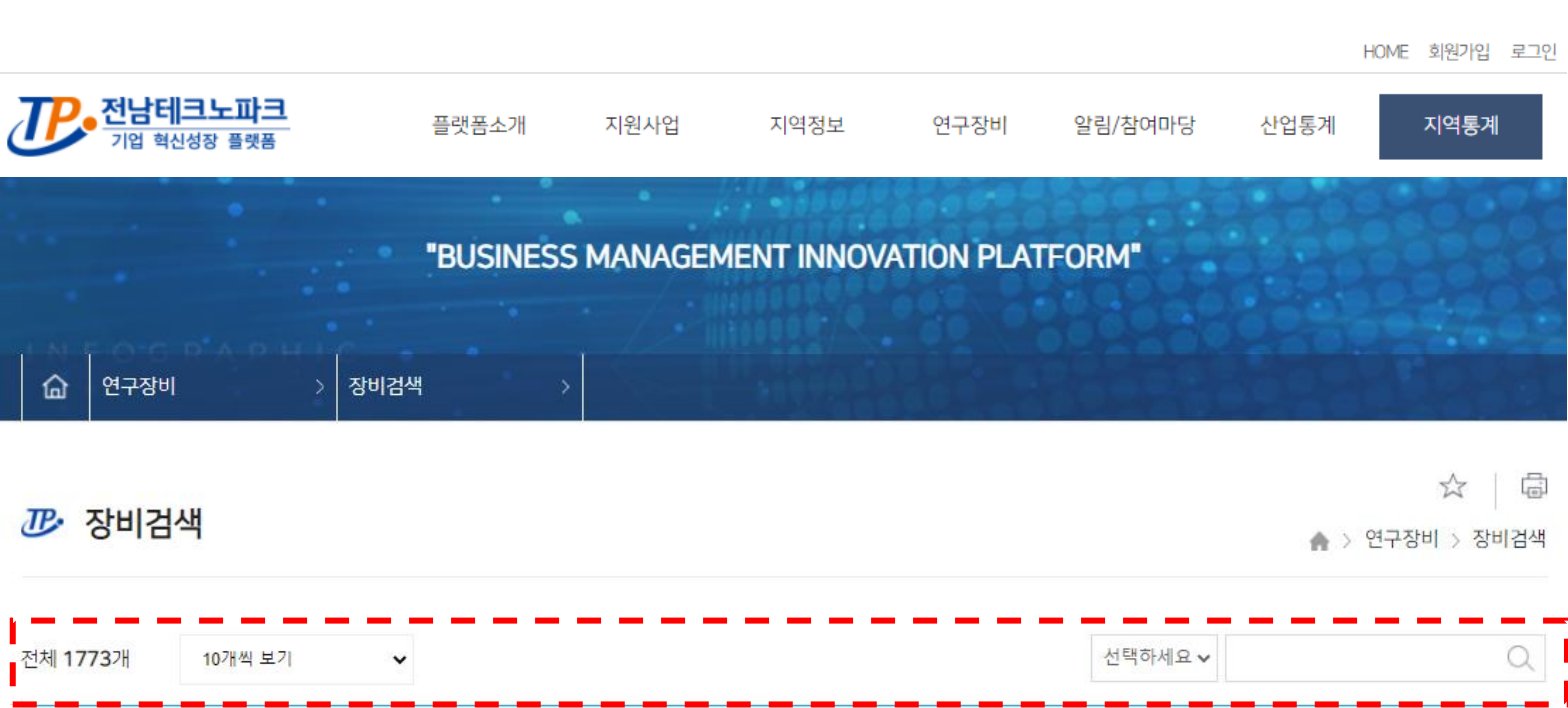 HOME 회원가입 로그인
TP 전남테크노파크
기업 혁신성장 플랫폼
플랫폼소개 지원사업 지역정보 연구장비 알림/참여마당 산업통계 지역통계
"BUSINESS MANAGEMENT INNOVATION PLATFORM"
INFOGRAPHIC
연구장비 > 장비검색 >
TP 장비검색
> 연구장비 > 장비검색
전체 1773개 10개씩 보기 선택하세요